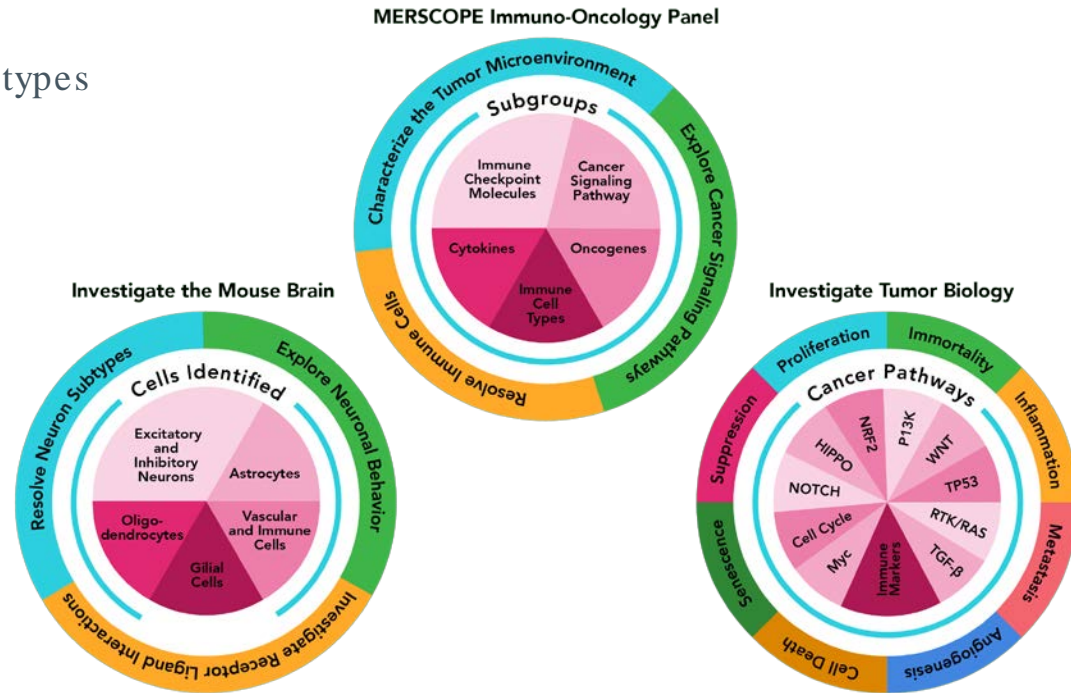 MERSCOPE Immuno-Oncology Panel
types
Characterize the Tumor Microenvironment
Explore Cancer Signaling Pathways
Resolve Immune Cells
Subgroups
Immune
Checkpoint
Molecules
Cancer
Signaling
Pathway
Cytokines
Oncogenes
Immune
Cell
Types
Investigate the Mouse Brain
Resolve Neuron Subtypes
Explore Neuronal Behavior
Investigate Receptor Ligand Interactions
Cells Identified
Excitatory
and
Inhibitory
Neurons
Astrocytes
Oligo-
dendrocytes
Vascular
and Immune
Cells
Gilial
Cells
Investigate Tumor Biology
Proliferation
Immortality
Inflammation
Metastasis
Angiogenesis
Cell Death
Senescence
Suppression
Cancer Pathways
NRF2
P13K
WNT
TP53
RTK/RAS
TGF-β
Immune
Markers
Myc
Cell Cycle
NOTCH
HIPPO